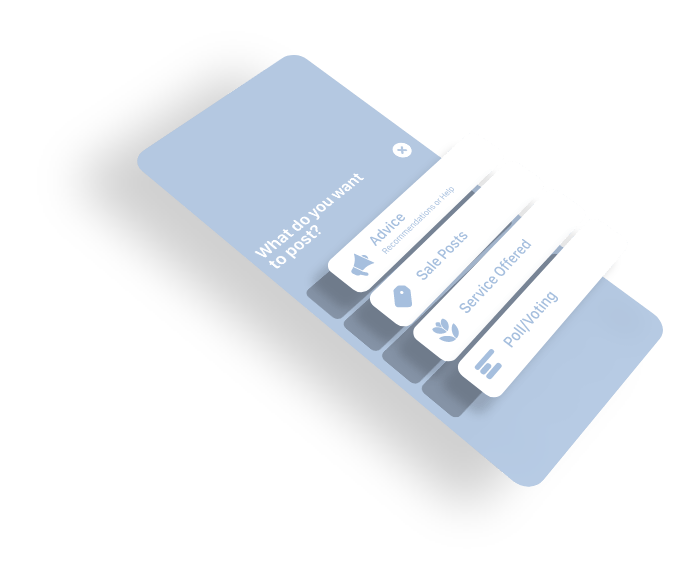 What do you want
to post?
Advice
Recommendations or Help
Sale Posts
Service Offered
Poll/Voting